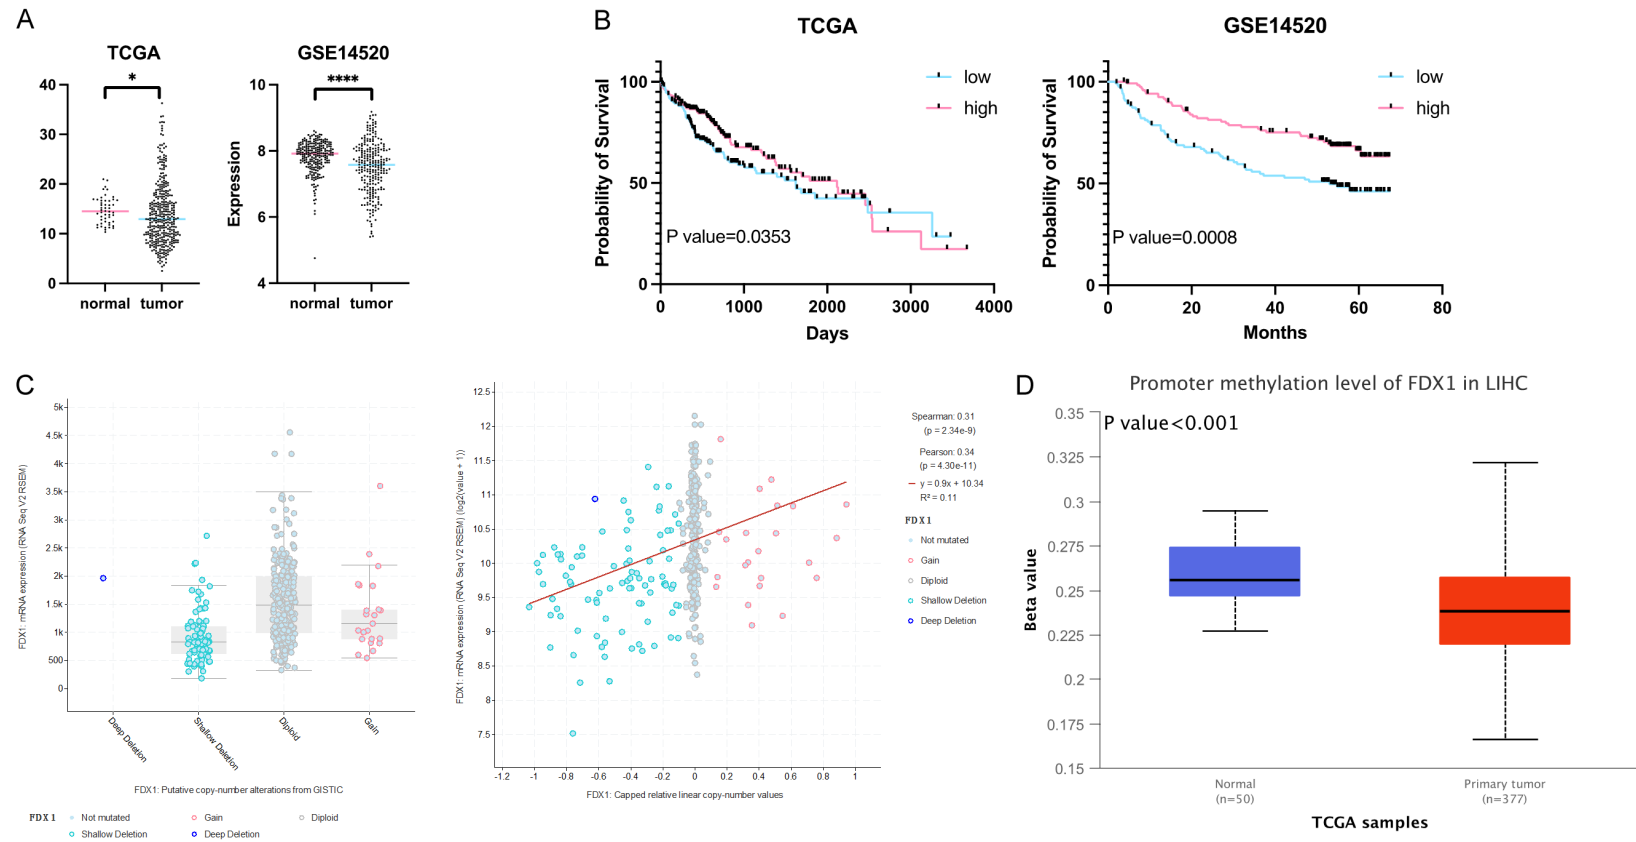 A
TCGA
*
40
30
20
10
0
normal tumor
GSE14520
****
Expression
10
8
6
4
normal tumor
B
TCGA
Probability of Survival
100
50
0
low
high
P value=0.0353
0 1000 2000 3000 4000
Days
GSE14520
Probability of Survival
100
50
0
low
high
P value=0.0008
0 20 40 60 80
Months
C
FDX1: mRNA expression (RNA Seq V2 RSEM)
5k
4.5k
4k
3.5k
3k
2.5k
2k
1.5k
1k
500
0
Deep Deletion
Shallow Deletion
Diploid
Gain
FDX1: Putative copy-number alterations from GISTIC
FDX1 Not mutated Gain Diploid
Shallow Deletion Deep Deletion
FDX1: mRNA expression (RNA Seq V2 RSEM) (log2(value + 1))
12.5
12
11.5
11
10.5
10
9.5
9
8.5
8
7.5
-1.2 -1 -0.8 -0.6 -0.4 -0.2 0 0.2 0.4 0.6 0.8 1
FDX1: Capped relative linear copy-number values
Spearman: 0.31
(p = 2.34e-9)
Pearson: 0.34
(p = 4.30e-11)
y = 0.9x + 10.34
R² = 0.11
FDX1
Not mutated
Gain
Diploid
Shallow Deletion
Deep Deletion
D
Promoter methylation level of FDX1 in LIHC
P value<0.001
Beta value
0.35
0.325
0.3
0.275
0.25
0.225
0.2
0.175
0.15
Normal
(n=50)
Primary tumor
(n=377)
TCGA samples